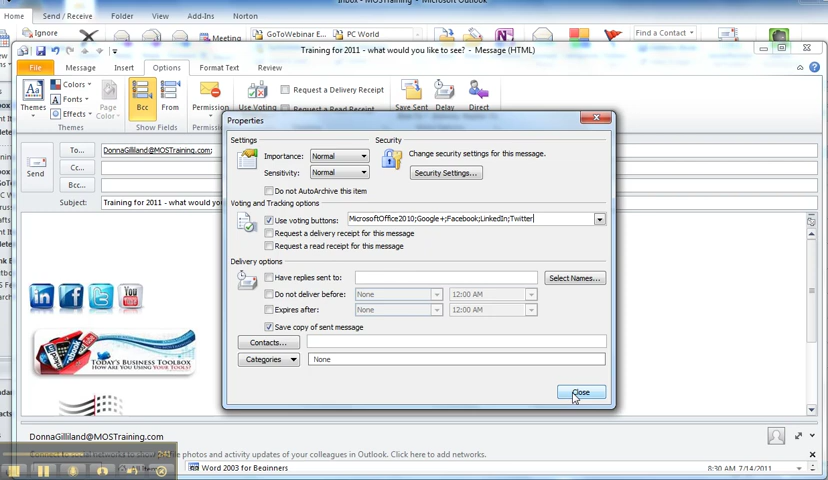 Inbox - MOSTraining - Microsoft Outlook
Home Send / Receive Folder View Add-Ins Norton
Ignore Meeting GoToWebinar E... PC World Find a Contact
Training for 2011 - what would you like to see? - Message (HTML)
File Message Insert Options Format Text Review
Colors
Fonts
Effects
Themes
Page Color
Themes
Bcc From
Show Fields
Permission
Use Voting
Request a Delivery Receipt
Request a Read Receipt
Save Sent Delay Direct
Properties
Settings
Importance: Normal
Sensitivity: Normal
Do not AutoArchive this item
Security
Change security settings for this message.
Security Settings...
Voting and Tracking options
Use voting buttons: MicrosoftOffice2010;Google+;Facebook;LinkedIn;Twitter
Request a delivery receipt for this message
Request a read receipt for this message
Delivery options
Have replies sent to: Select Names...
Do not deliver before: None 12:00 AM
Expires after: None 12:00 AM
Save copy of sent message
Contacts...
Categories None
Close
Send
To... DonnaGilliland@MOSTraining.com;
Cc...
Bcc...
Subject: Training for 2011 - what would yo
in f t You Tube
TODAY'S BUSINESS TOOLBOX
HOW ARE YOU USING YOUR TOOLS?
DonnaGilliland@MOSTraining.com
photos and activity updates of your colleagues in Outlook. Click here to add networks.
Word 2003 for Beginners 8:30 AM 7/14/2011